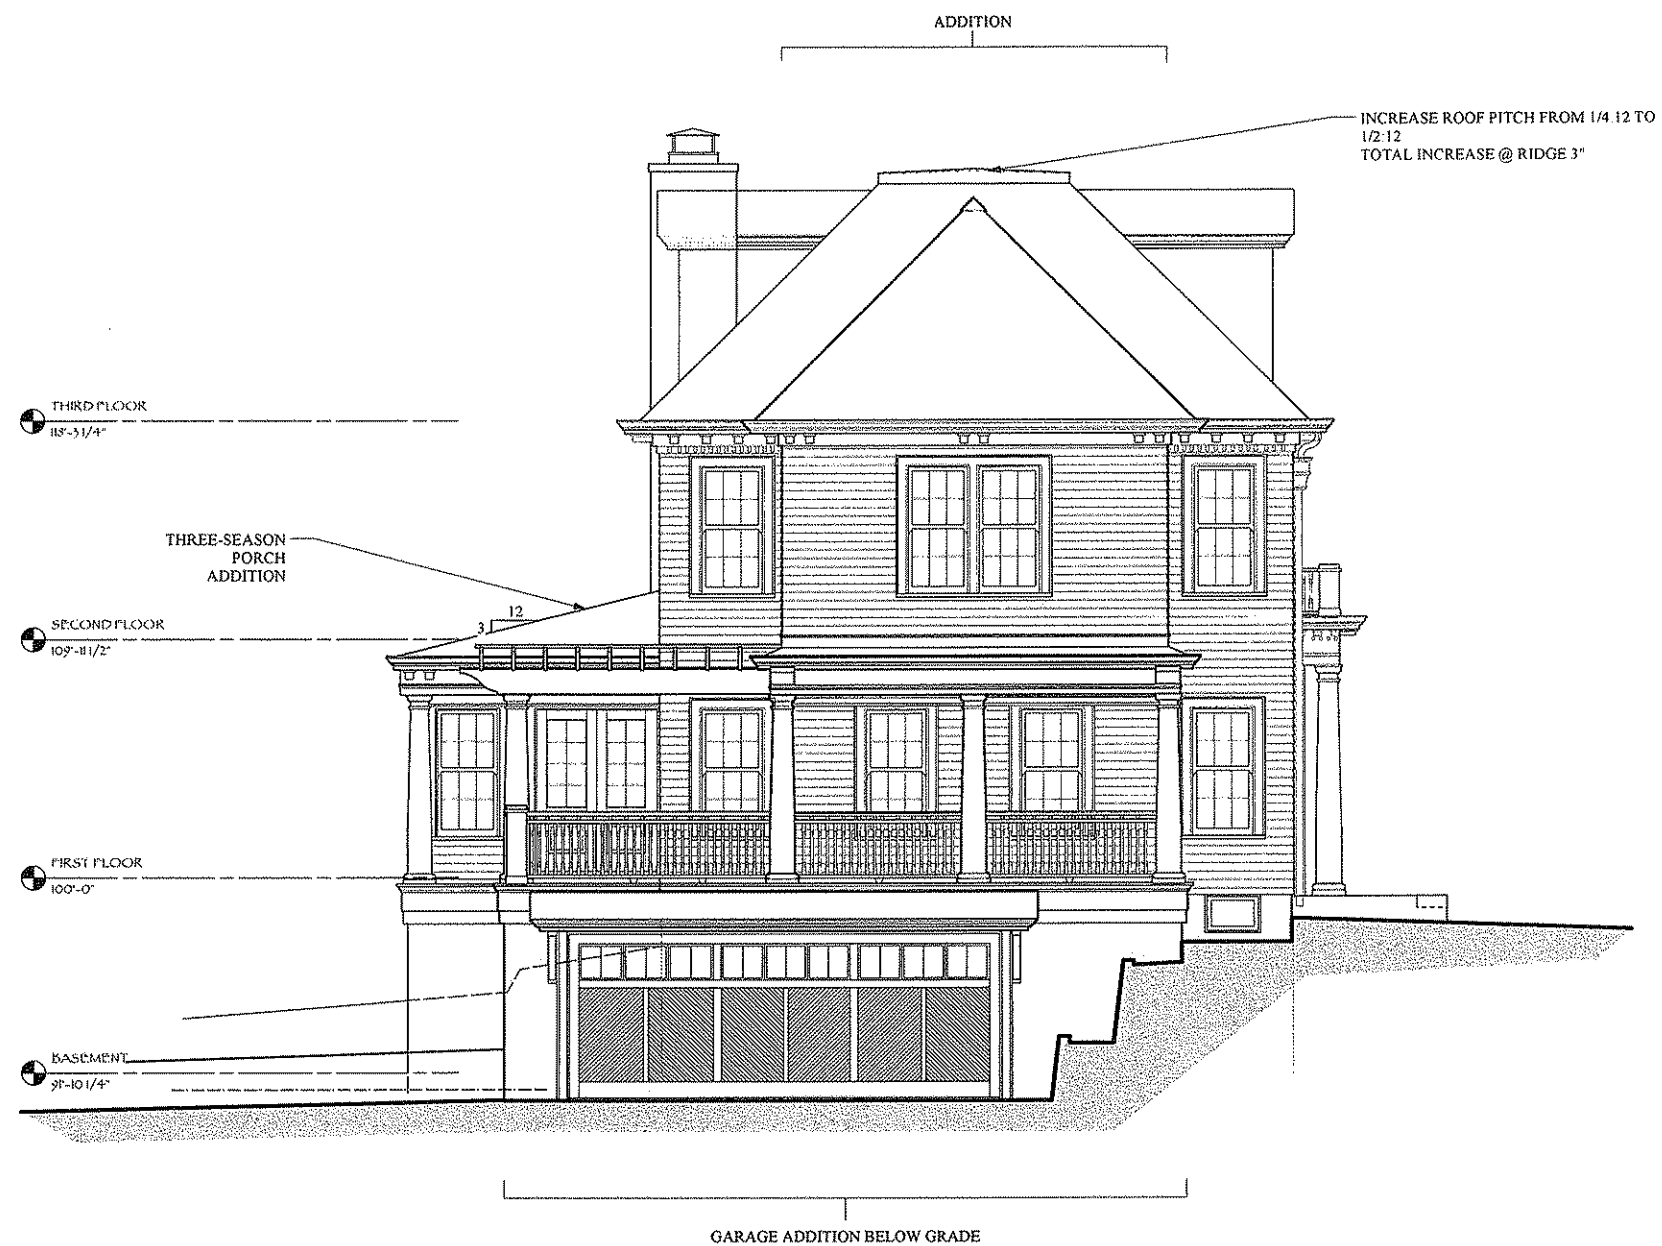 ADDITION
INCREASE ROOF PITCH FROM 1/4:12 TO
1/2:12
TOTAL INCREASE @ RIDGE 3"
THIRD FLOOR
118'-3 1/4"
THREE-SEASON
PORCH
ADDITION
12
3
SECOND FLOOR
109'-11 1/2"
FIRST FLOOR
100'-0"
BASEMENT
91'-10 1/4"
GARAGE ADDITION BELOW GRADE